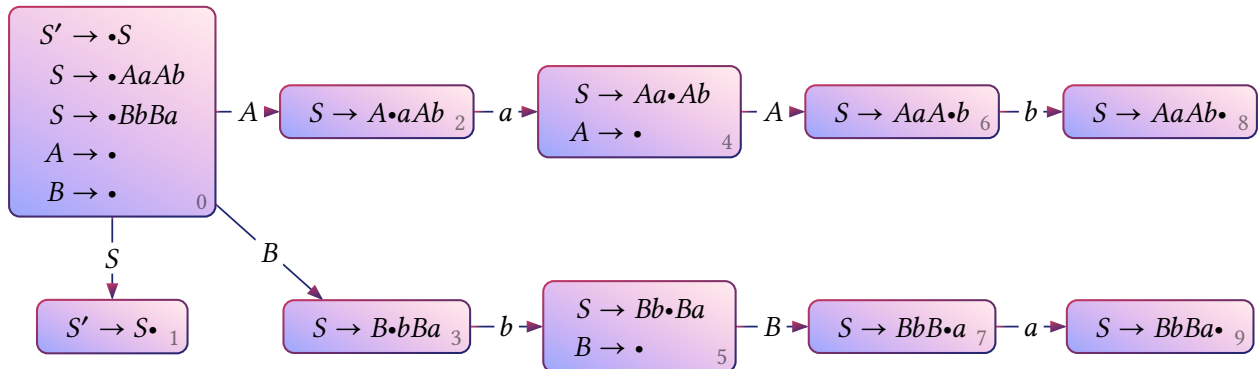 S′ → •S
S → •AaAb
S → •BbBa
A → •
B → •
0
A
S → A•aAb
2
a
S → Aa•Ab
A → •
4
A
S → AaA•b
6
b
S → AaAb•
8
S
B
S′ → S•
1
S → B•bBa
3
b
S → Bb•Ba
B → •
5
B
S → BbB•a
7
a
S → BbBa•
9